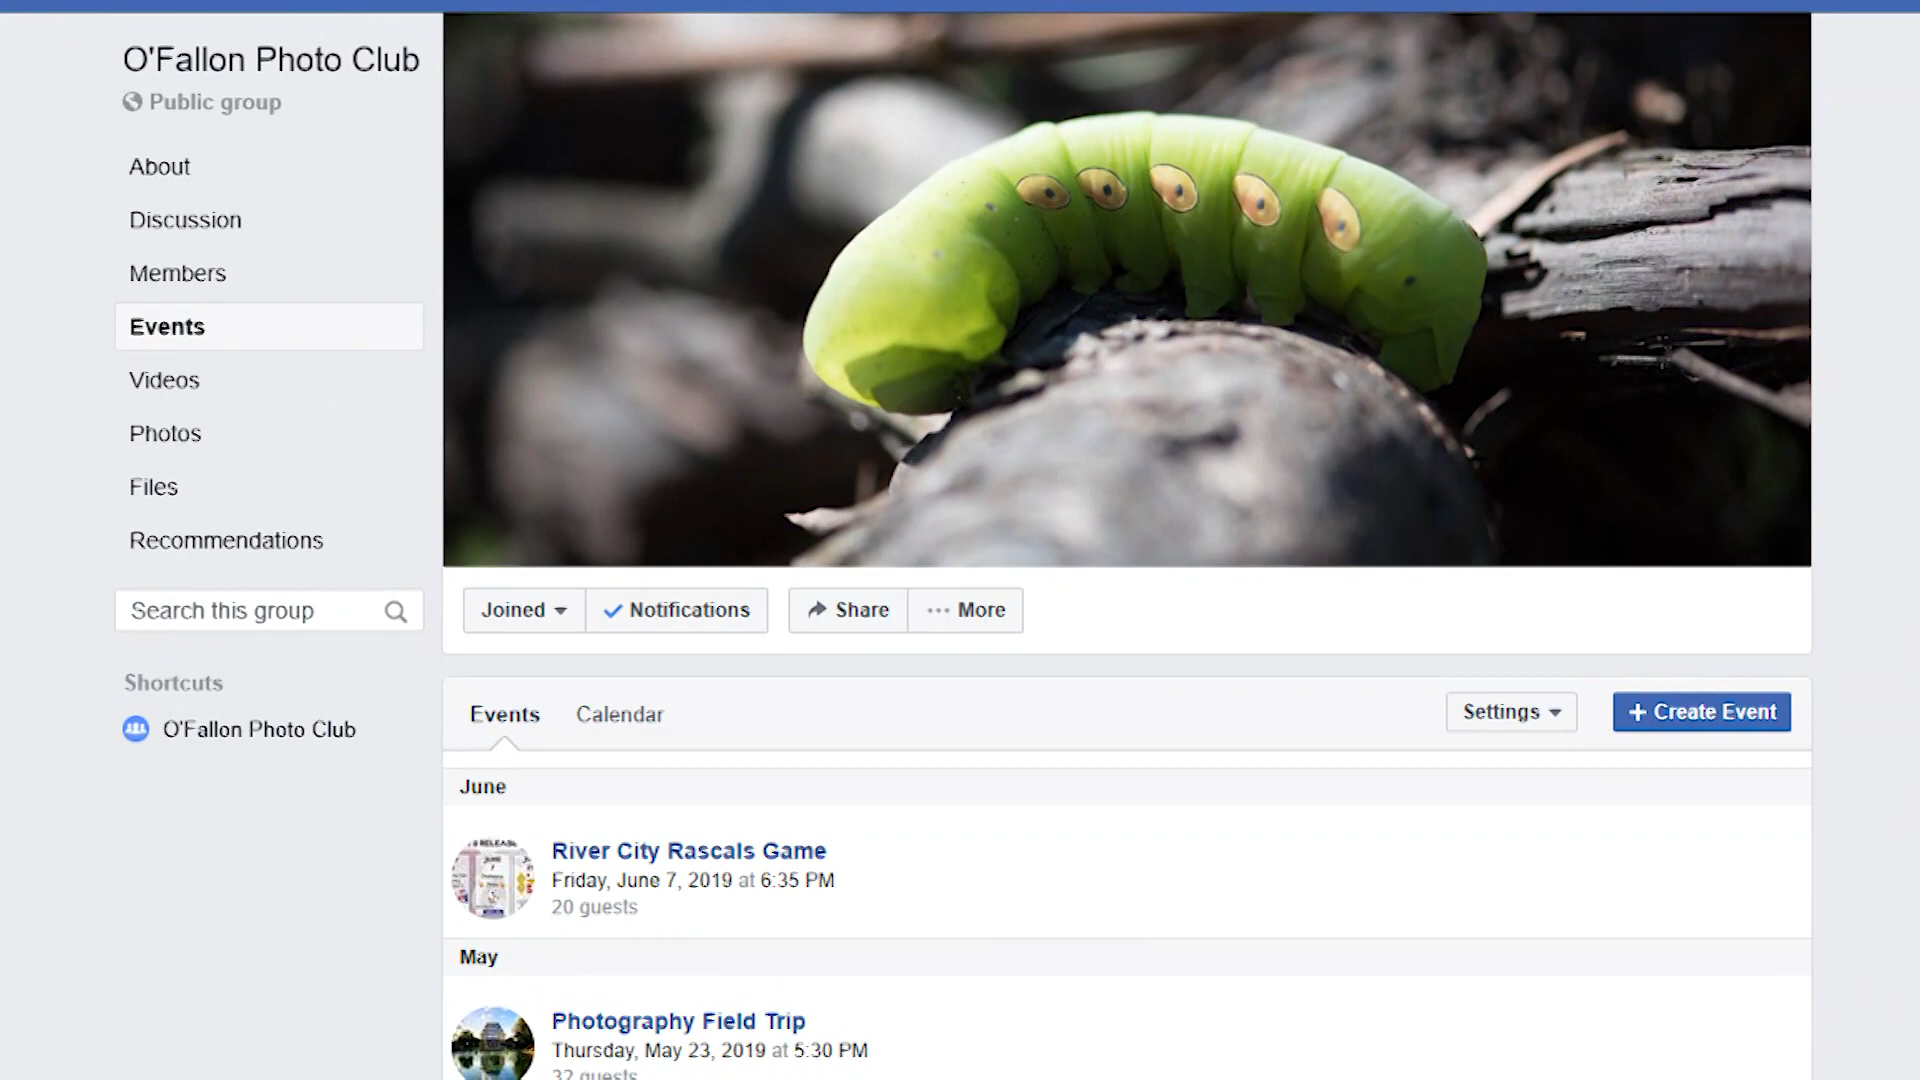 O'Fallon Photo Club
Public group
About
Discussion
Members
Events
Videos
Photos
Files
Recommendations
Search this group
Shortcuts
O'Fallon Photo Club
Joined
Notifications
Share
More
Events
Calendar
Settings
+ Create Event
June
River City Rascals Game
Friday, June 7, 2019 at 6:35 PM
20 guests
May
Photography Field Trip
Thursday, May 23, 2019 at 5:30 PM
32 guests